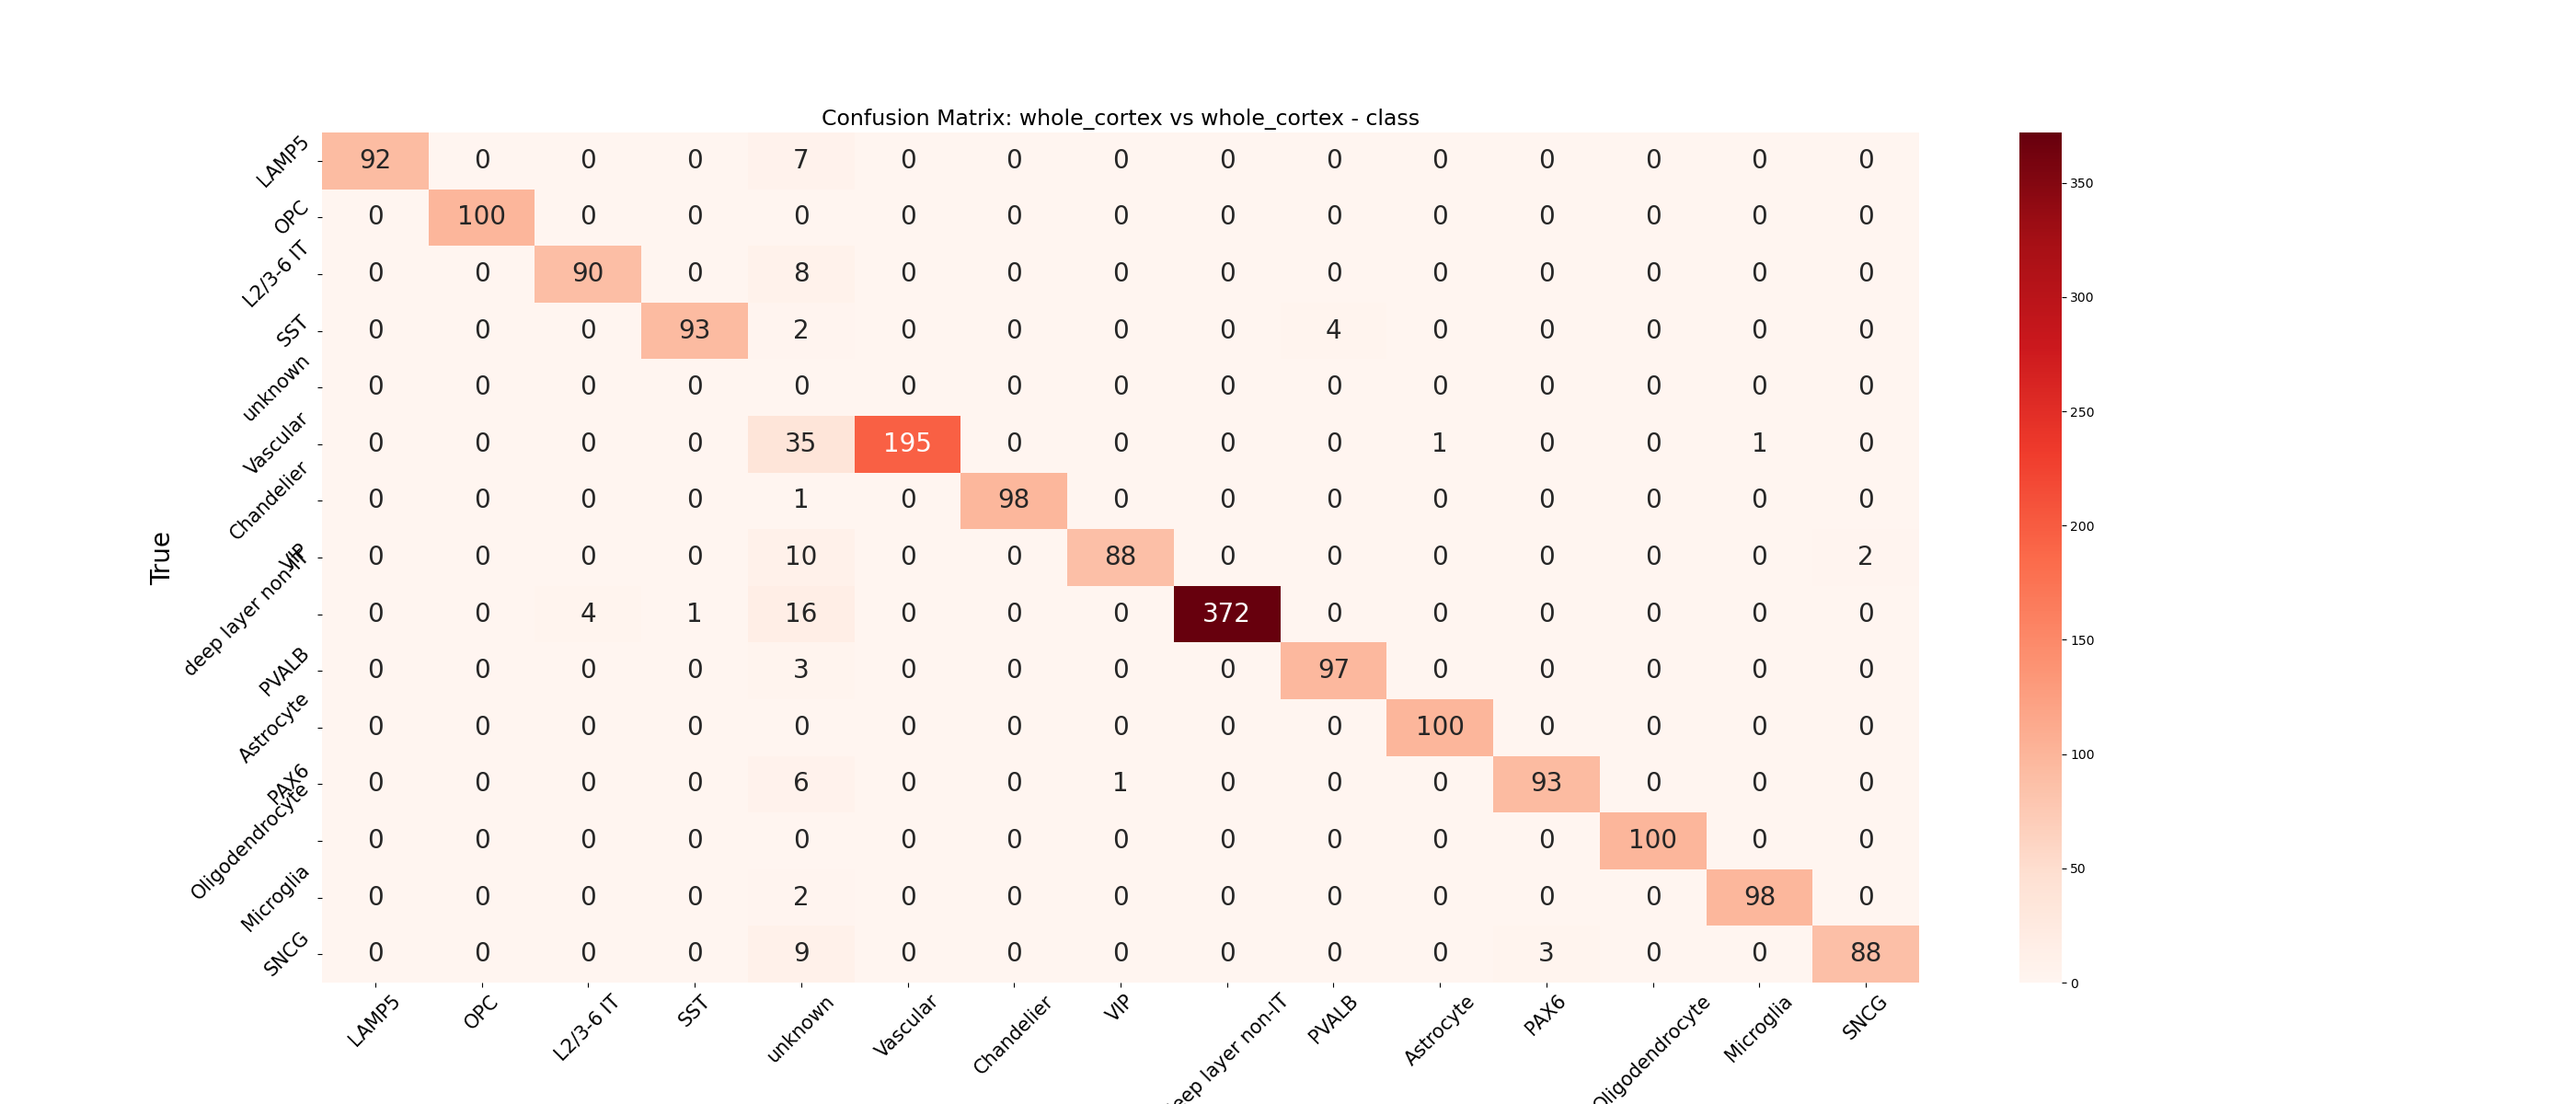 Confusion Matrix: whole_cortex vs whole_cortex - class
True
LAMP5 92 0 0 0 7 0 0 0 0 0 0 0 0 0 0
OPC 0 100 0 0 0 0 0 0 0 0 0 0 0 0 0
L2/3-6 IT 0 0 90 0 8 0 0 0 0 0 0 0 0 0 0
SST 0 0 0 93 2 0 0 0 0 4 0 0 0 0 0
unknown 0 0 0 0 0 0 0 0 0 0 0 0 0 0 0
Vascular 0 0 0 0 35 195 0 0 0 0 1 0 0 1 0
Chandelier 0 0 0 0 1 0 98 0 0 0 0 0 0 0 0
VIP 0 0 0 0 10 0 0 88 0 0 0 0 0 0 2
deep layer non-IT 0 0 4 1 16 0 0 0 372 0 0 0 0 0 0
PVALB 0 0 0 0 3 0 0 0 0 97 0 0 0 0 0
Astrocyte 0 0 0 0 0 0 0 0 0 0 100 0 0 0 0
PAX6 0 0 0 0 6 0 0 1 0 0 0 93 0 0 0
Oligodendrocyte 0 0 0 0 0 0 0 0 0 0 0 0 100 0 0
Microglia 0 0 0 0 2 0 0 0 0 0 0 0 0 98 0
SNCG 0 0 0 0 9 0 0 0 0 0 0 3 0 0 88
LAMP5 OPC L2/3-6 IT SST unknown Vascular Chandelier VIP eep layer non-IT PVALB Astrocyte PAX6 Oligodendrocyte Microglia SNCG
350
300
250
200
150
100
50
0